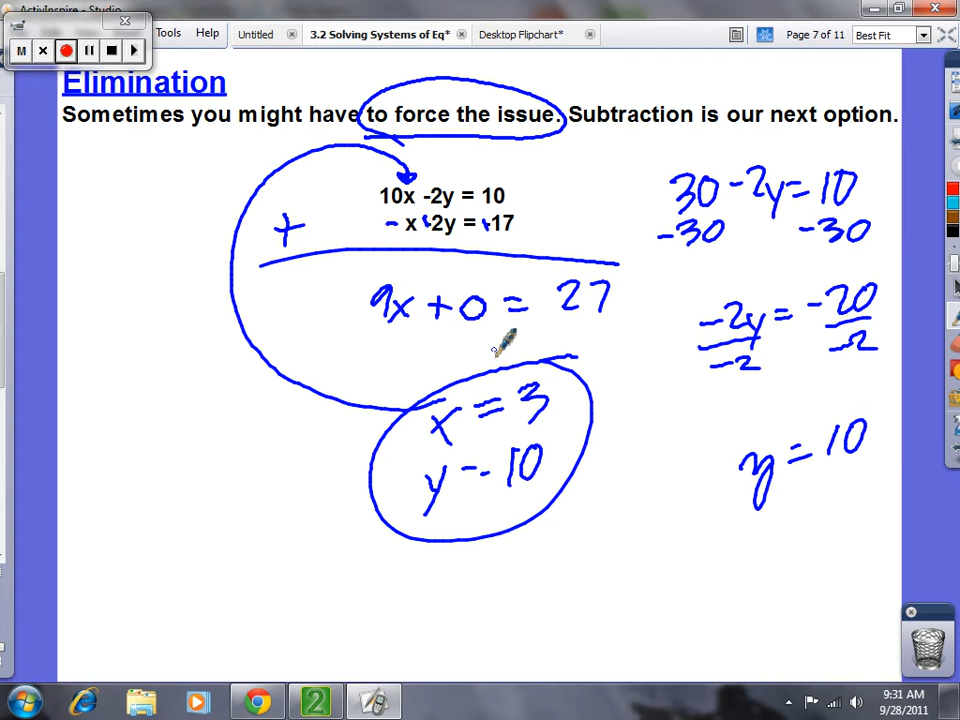 ActivInspire - Studio
Tools Help Untitled 3.2 Solving Systems of Eq* Desktop Flipchart* Page 7 of 11 Best Fit
M
Elimination
Sometimes you might have to force the issue. Subtraction is our next option.
10x -2y = 10
+ - x +2y = +17
9x + 0 = 27
x = 3
y = 10
30 - 2y = 10
-30 -30
-2y = -20
-2 -2
y = 10
2
9:31 AM
9/28/2011